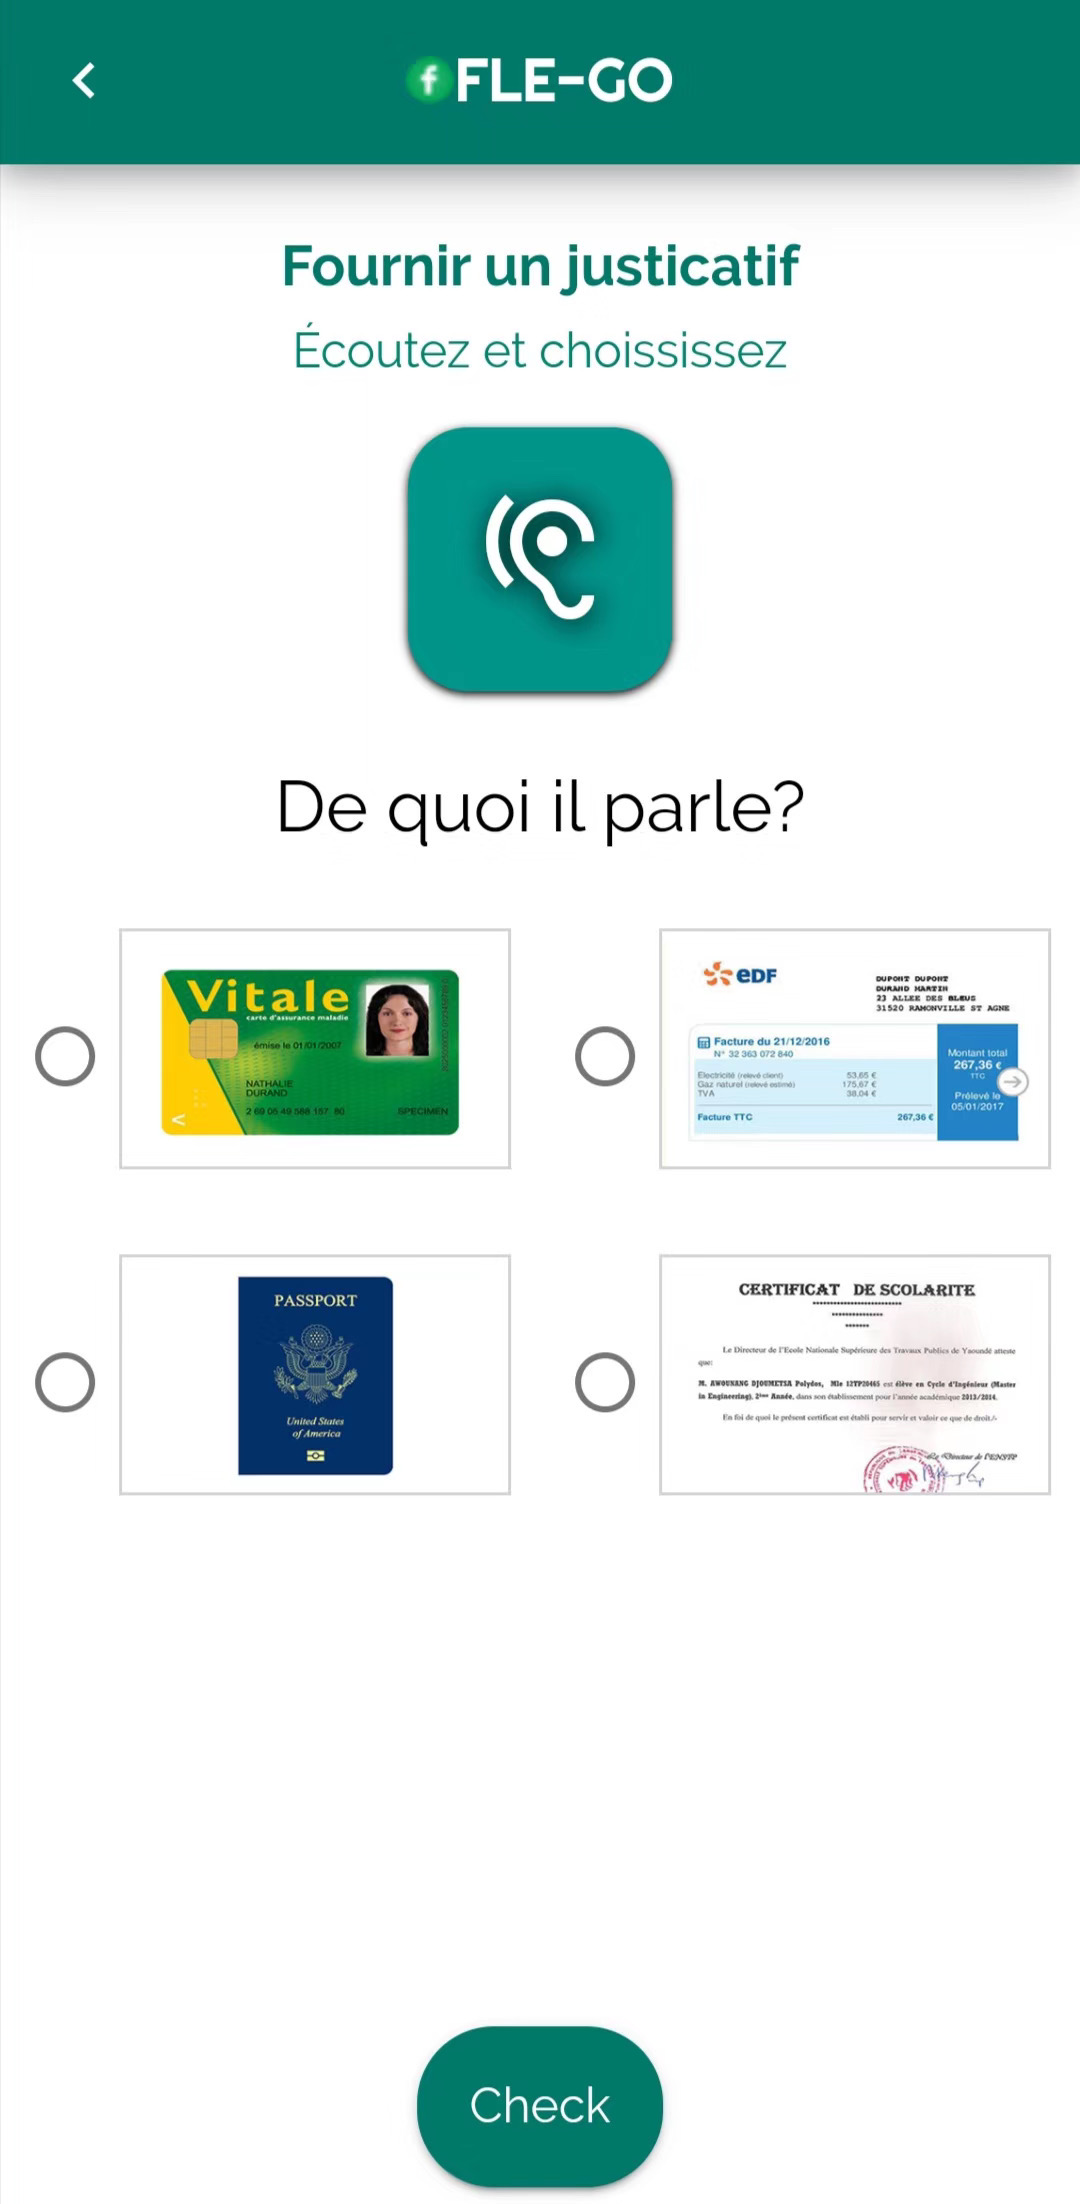 f FLE-GO
Fournir un justicatif
Écoutez et choississez
De quoi il parle?
Vitale
carte d'assurance maladie
émise le 01/01/2007
NATHALIE
DURAND
2 69 05 49 588 157 80
SPECIMEN
eDF
DUPONT DUPONT
DURAND MARTIN
23 ALLEE DES BLEUS
31520 RAMONVILLE ST AGNE
Facture du 21/12/2016
N° 32 363 072 840
Electricité (relevé client) 53,65 €
Gaz naturel (relevé estimé) 175,67 €
TVA 38,04 €
Facture TTC 267,36 €
Montant total
267,36 €
TTC
Prélevé le
05/01/2017
PASSPORT
United States
of America
CERTIFICAT DE SCOLARITE
Le Directeur de l'Ecole Nationale Supérieure des Travaux Publics de Yaoundé atteste
que:
M. AWOUNANG DJOUMETSA Polydos, Mle 12TP20465 est élève en Cycle d'Ingénieur (Master
in Engineering), 2ème Année, dans son établissement pour l'année académique 2013/2014.
En foi de quoi le présent certificat est établi pour servir et valoir ce que de droit./-
Le Directeur de l'ENSTP
Check